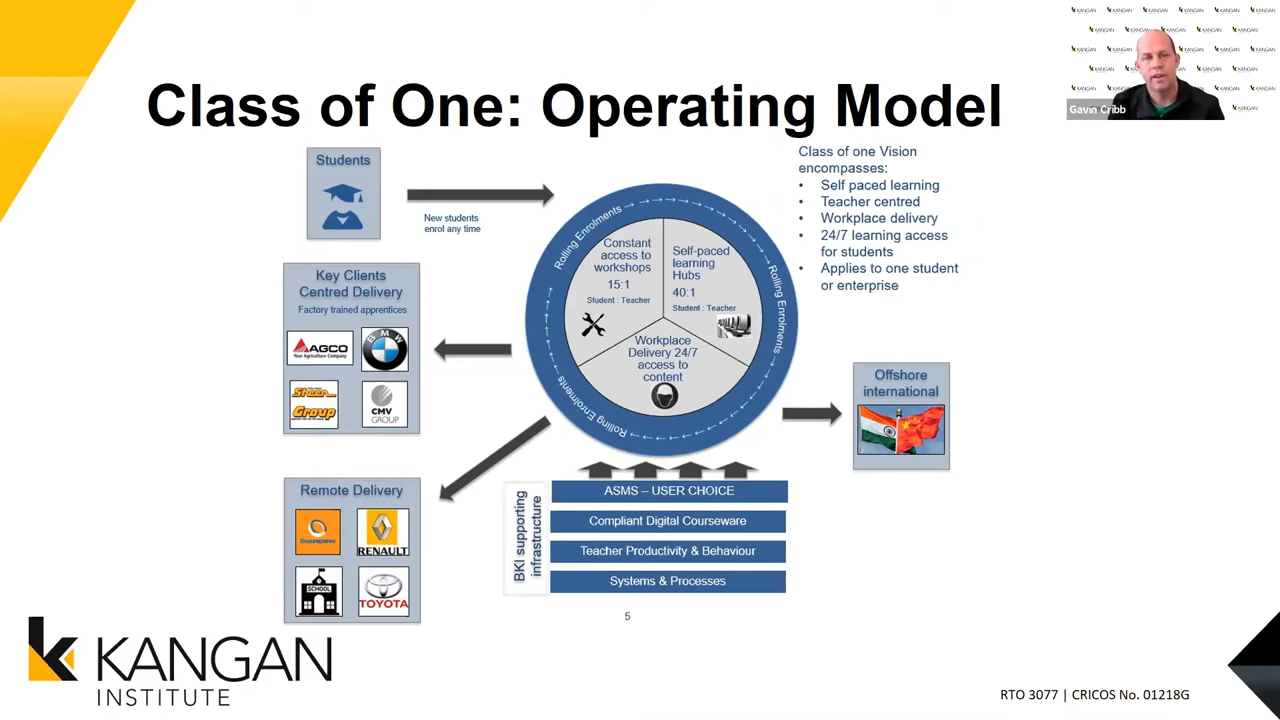 Class of One: Operating Model
Gavin Cribb
KANGAN
Students
New students
enrol any time
Key Clients
Centred Delivery
Factory trained apprentices
AGCO
Your Agriculture Company
BMW
Group
CMV
GROUP
Remote Delivery
Beaurepaires
RENAULT
SCHOOL
TOYOTA
Rolling Enrolments
Rolling Enrolments
Rolling Enrolments
Constant
access to
workshops
15:1
Student : Teacher
Self-paced
learning
Hubs
40:1
Student : Teacher
Workplace
Delivery 24/7
access to
content
Class of one Vision
encompasses:
• Self paced learning
• Teacher centred
• Workplace delivery
• 24/7 learning access
for students
• Applies to one student
or enterprise
Offshore
international
BKI supporting
infrastructure
ASMS – USER CHOICE
Compliant Digital Courseware
Teacher Productivity & Behaviour
Systems & Processes
5
KANGAN
INSTITUTE
RTO 3077 | CRICOS No. 01218G